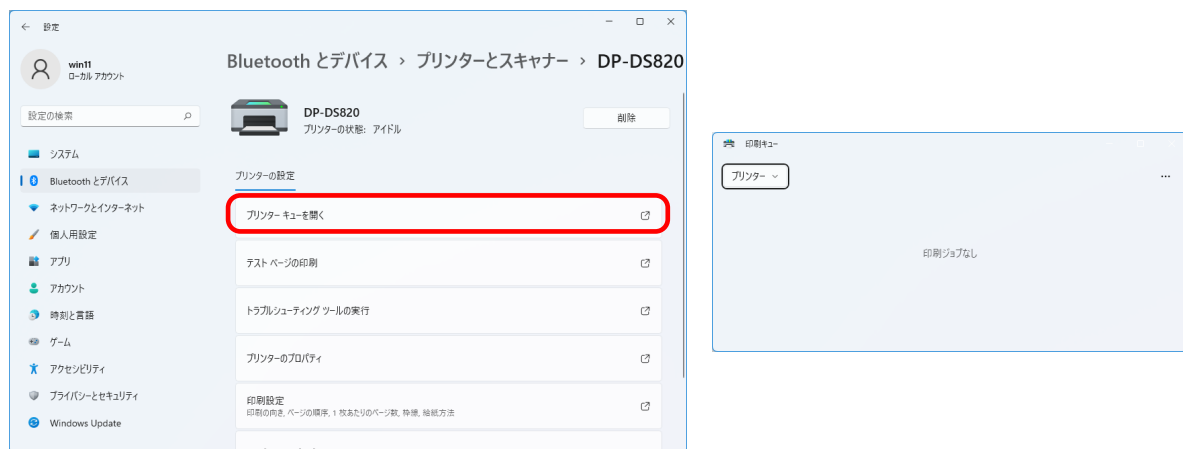 設定
win11
ローカル アカウント
設定の検索
システム
Bluetooth とデバイス
ネットワークとインターネット
個人用設定
アプリ
アカウント
時刻と言語
ゲーム
アクセシビリティ
プライバシーとセキュリティ
Windows Update
Bluetooth とデバイス › プリンターとスキャナー › DP-DS820
DP-DS820
プリンターの状態: アイドル
削除
プリンターの設定
プリンター キューを開く
テスト ページの印刷
トラブルシューティング ツールの実行
プリンターのプロパティ
印刷設定
印刷の向き, ページの順序, 1 枚あたりのページ数, 枠線, 給紙方法
印刷キュー
プリンター
...
印刷ジョブなし